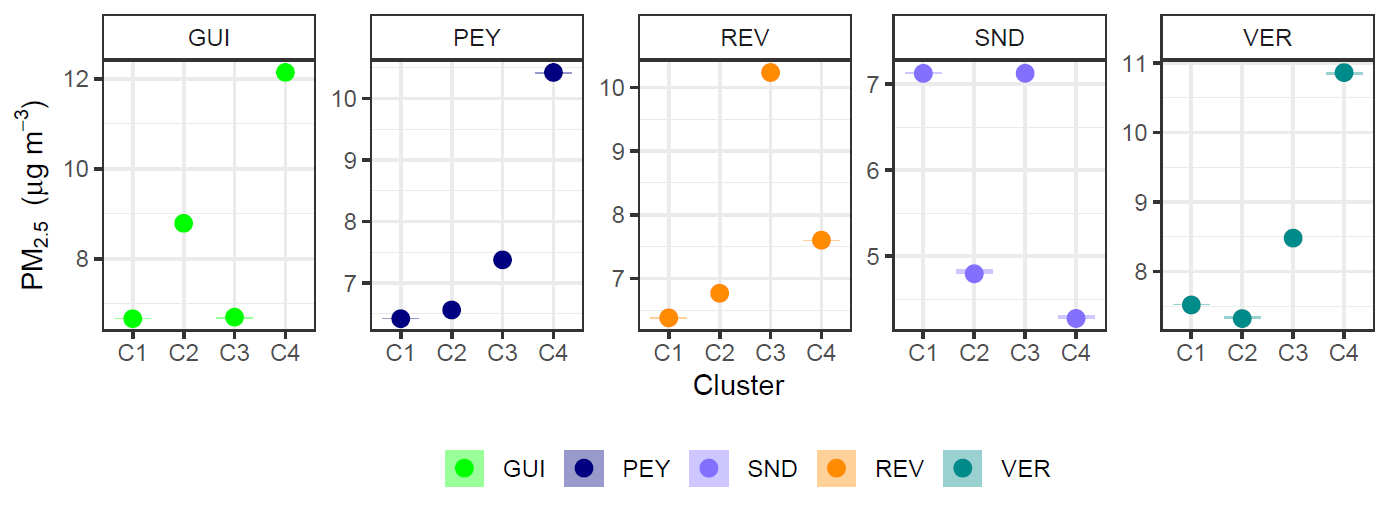 GUI PEY REV SND VER
PM2.5 (µg m−3)
12 10 8
10 9 8 7
10 9 8 7
7 6 5
11 10 9 8
C1 C2 C3 C4 C1 C2 C3 C4 C1 C2 C3 C4 C1 C2 C3 C4 C1 C2 C3 C4
Cluster
GUI PEY SND REV VER